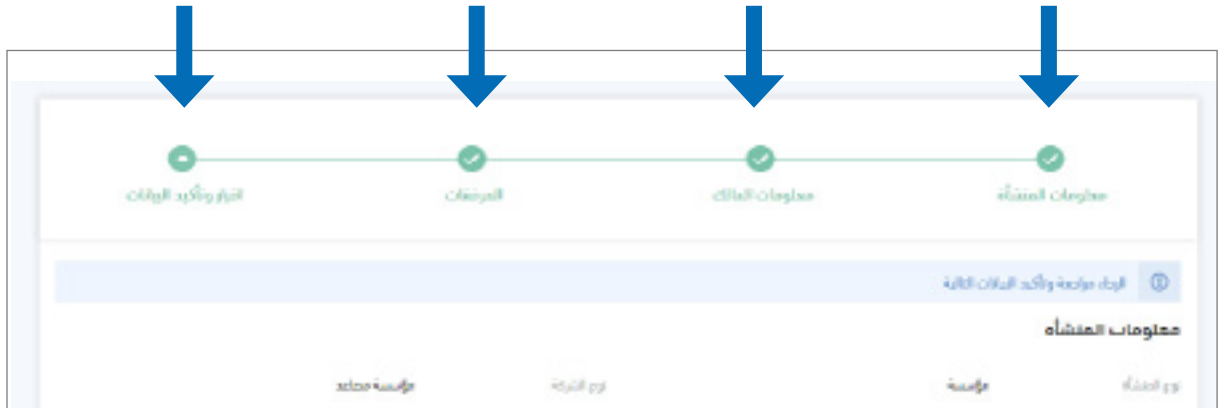 معلومات المنشأة
معلومات المالك
المرفقات
اقرار وتأكيد البيانات
الرجاء مراجعة وتأكيد البيانات التالية
معلومات المنشأه
نوع المنشأة
مؤسسة
نوع الشركة
مؤسسة